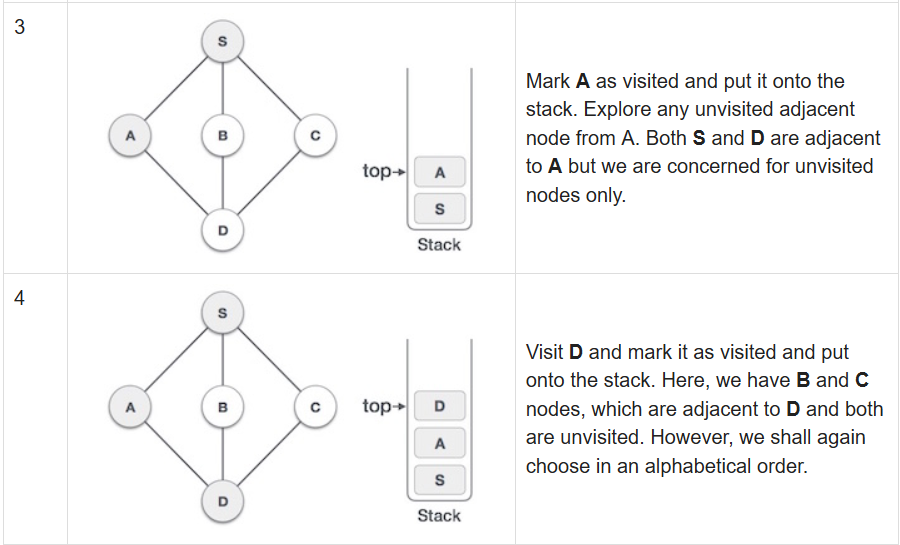 3
S
A B C
D
top
A
S
Stack
Mark A as visited and put it onto the
stack. Explore any unvisited adjacent
node from A. Both S and D are adjacent
to A but we are concerned for unvisited
nodes only.
4
S
A B C
D
top
D
A
S
Stack
Visit D and mark it as visited and put
onto the stack. Here, we have B and C
nodes, which are adjacent to D and both
are unvisited. However, we shall again
choose in an alphabetical order.